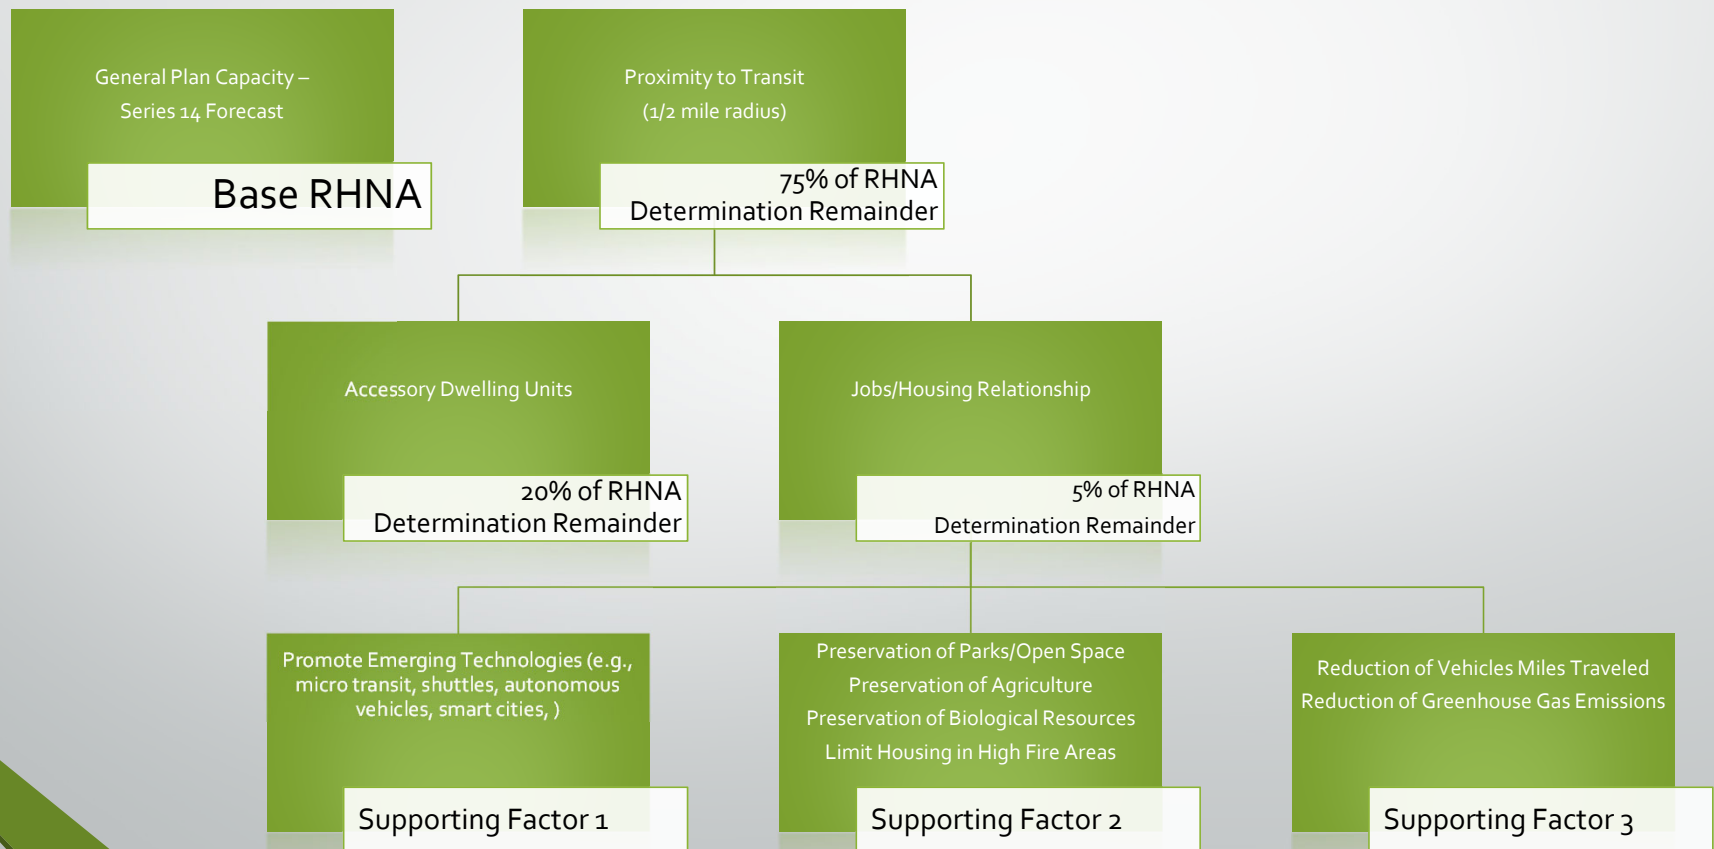 General Plan Capacity –
Series 14 Forecast
Base RHNA
Proximity to Transit
(1/2 mile radius)
75% of RHNA
Determination Remainder
Accessory Dwelling Units
20% of RHNA
Determination Remainder
Jobs/Housing Relationship
5% of RHNA
Determination Remainder
Promote Emerging Technologies (e.g.,
micro transit, shuttles, autonomous
vehicles, smart cities, )
Supporting Factor 1
Preservation of Parks/Open Space
Preservation of Agriculture
Preservation of Biological Resources
Limit Housing in High Fire Areas
Supporting Factor 2
Reduction of Vehicles Miles Traveled
Reduction of Greenhouse Gas Emissions
Supporting Factor 3